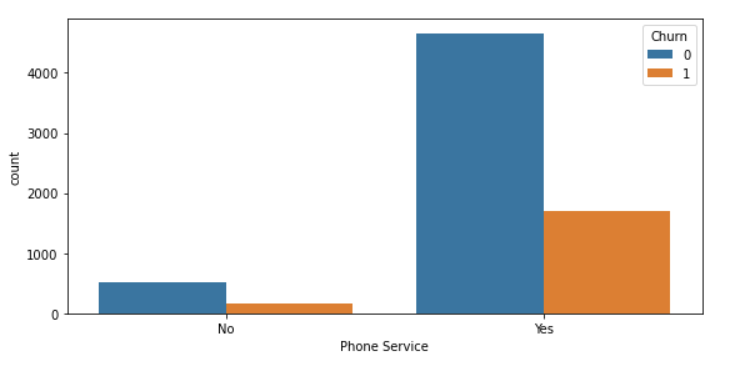 Churn
0
1
4000
3000
2000
1000
0
count
No
Yes
Phone Service